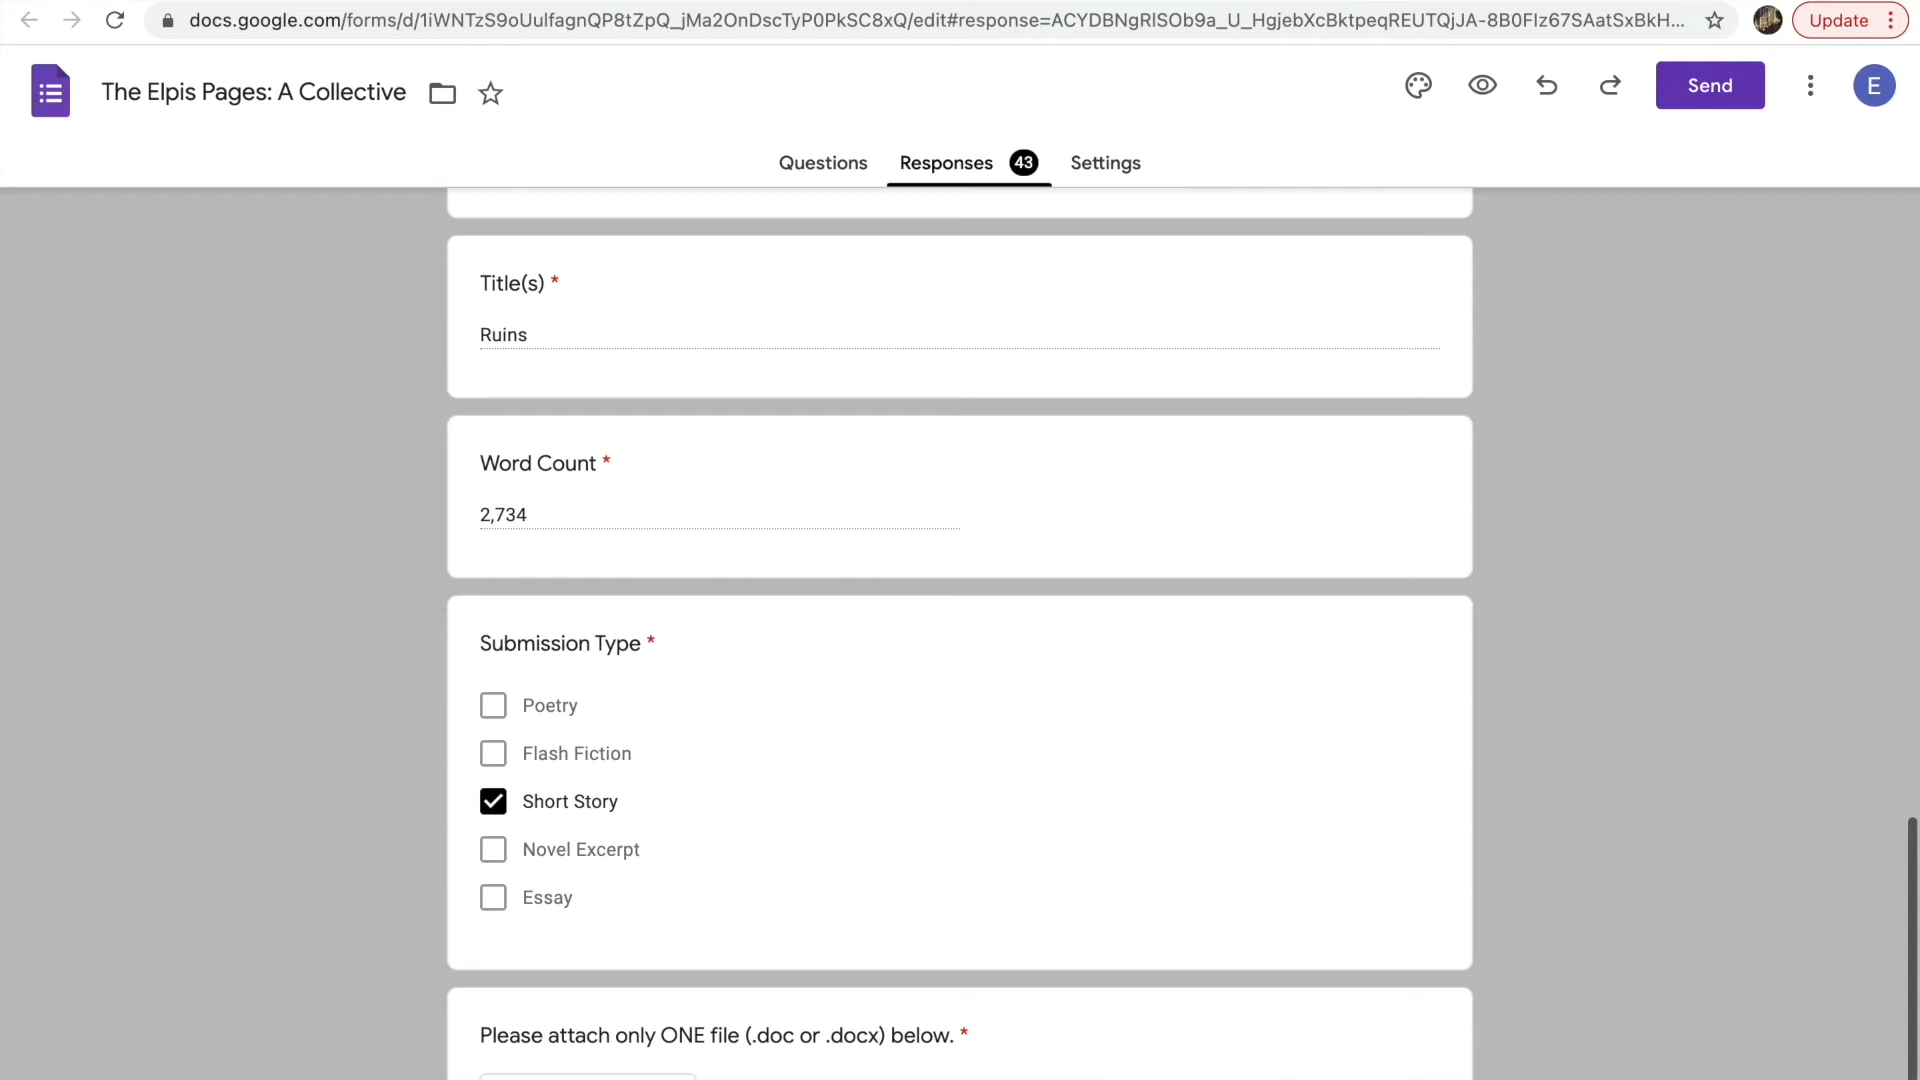 docs.google.com/forms/d/1iWNTzS9oUulfagnQP8tZpQ_jMa2OnDscTyP0PkSC8xQ/edit#response=ACYDBNgRlSOb9a_U_HgjebXcBktpeqREUTQjJA-8B0FIz67SAatSxBkH...
Update
The Elpis Pages: A Collective
Send
E
Questions
Responses 43
Settings
Title(s) *
Ruins
Word Count *
2,734
Submission Type *
Poetry
Flash Fiction
Short Story
Novel Excerpt
Essay
Please attach only ONE file (.doc or .docx) below. *